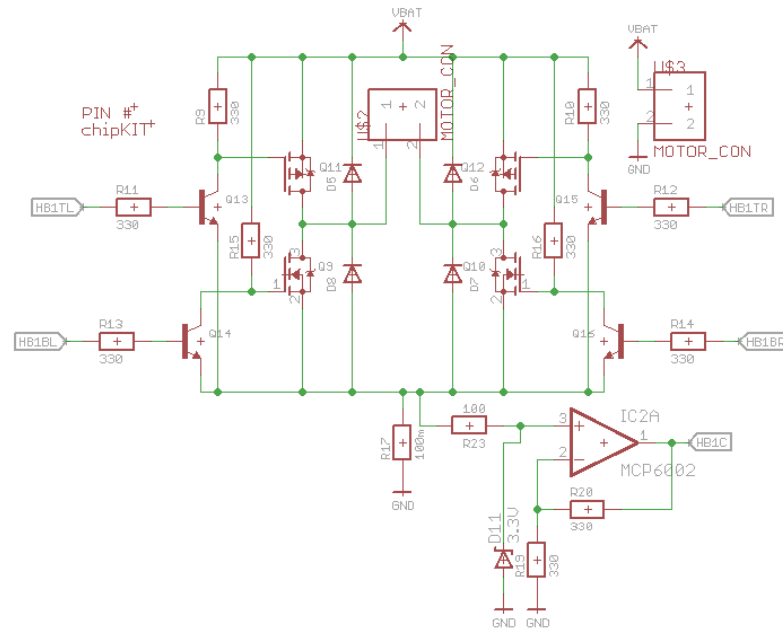 VBAT
VBAT
U$3
1
1
2
2
MOTOR_CON
GND
PIN #
chipKIT
R9
330
U$2
1
2
1
2
MOTOR_CON
R10
330
Q11
D5
Q12
D6
HB1TL
R11
330
Q13
R15
330
Q15
R16
330
R12
330
HB1TR
3
Q9
1
2
D8
3
Q10
1
2
D7
HB1BL
R13
330
Q14
Q16
R14
330
HB1BR
R17
100m
GND
100
R23
3
2
1
IC2A
MCP6002
HB1C
R20
330
D11
3.3V
R19
330
GND
GND